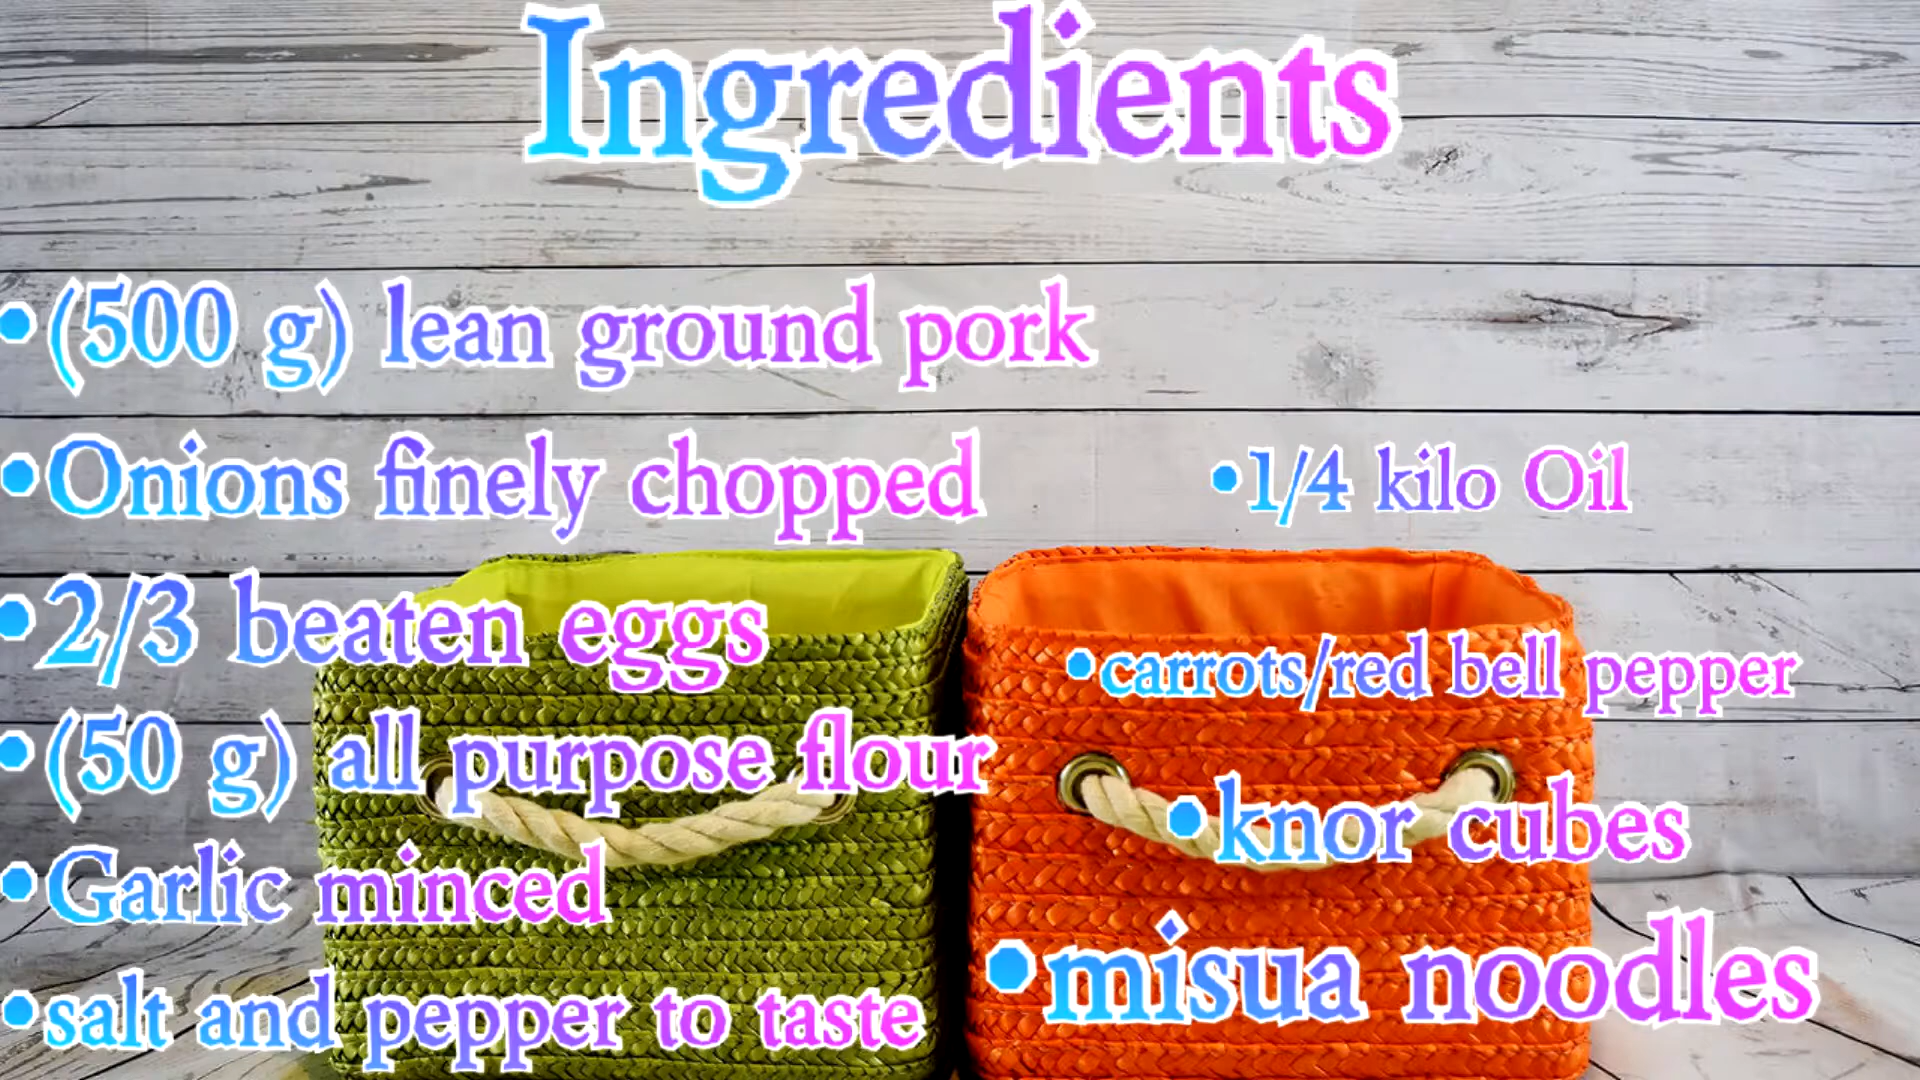 Ingredients
•(500 g) lean ground pork
•Onions finely chopped
•2/3 beaten eggs
•(50 g) all purpose flour
•Garlic minced
•salt and pepper to taste
•1/4 kilo Oil
•carrots/red bell pepper
•knor cubes
•misua noodles